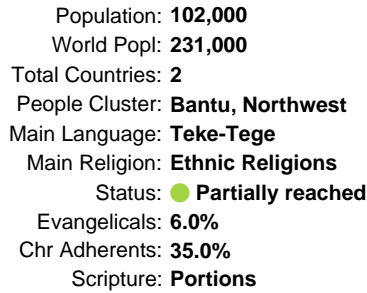 Population: 102,000
World Popl: 231,000
Total Countries: 2
People Cluster: Bantu, Northwest
Main Language: Teke-Tege
Main Religion: Ethnic Religions
Status: Partially reached
Evangelicals: 6.0%
Chr Adherents: 35.0%
Scripture: Portions